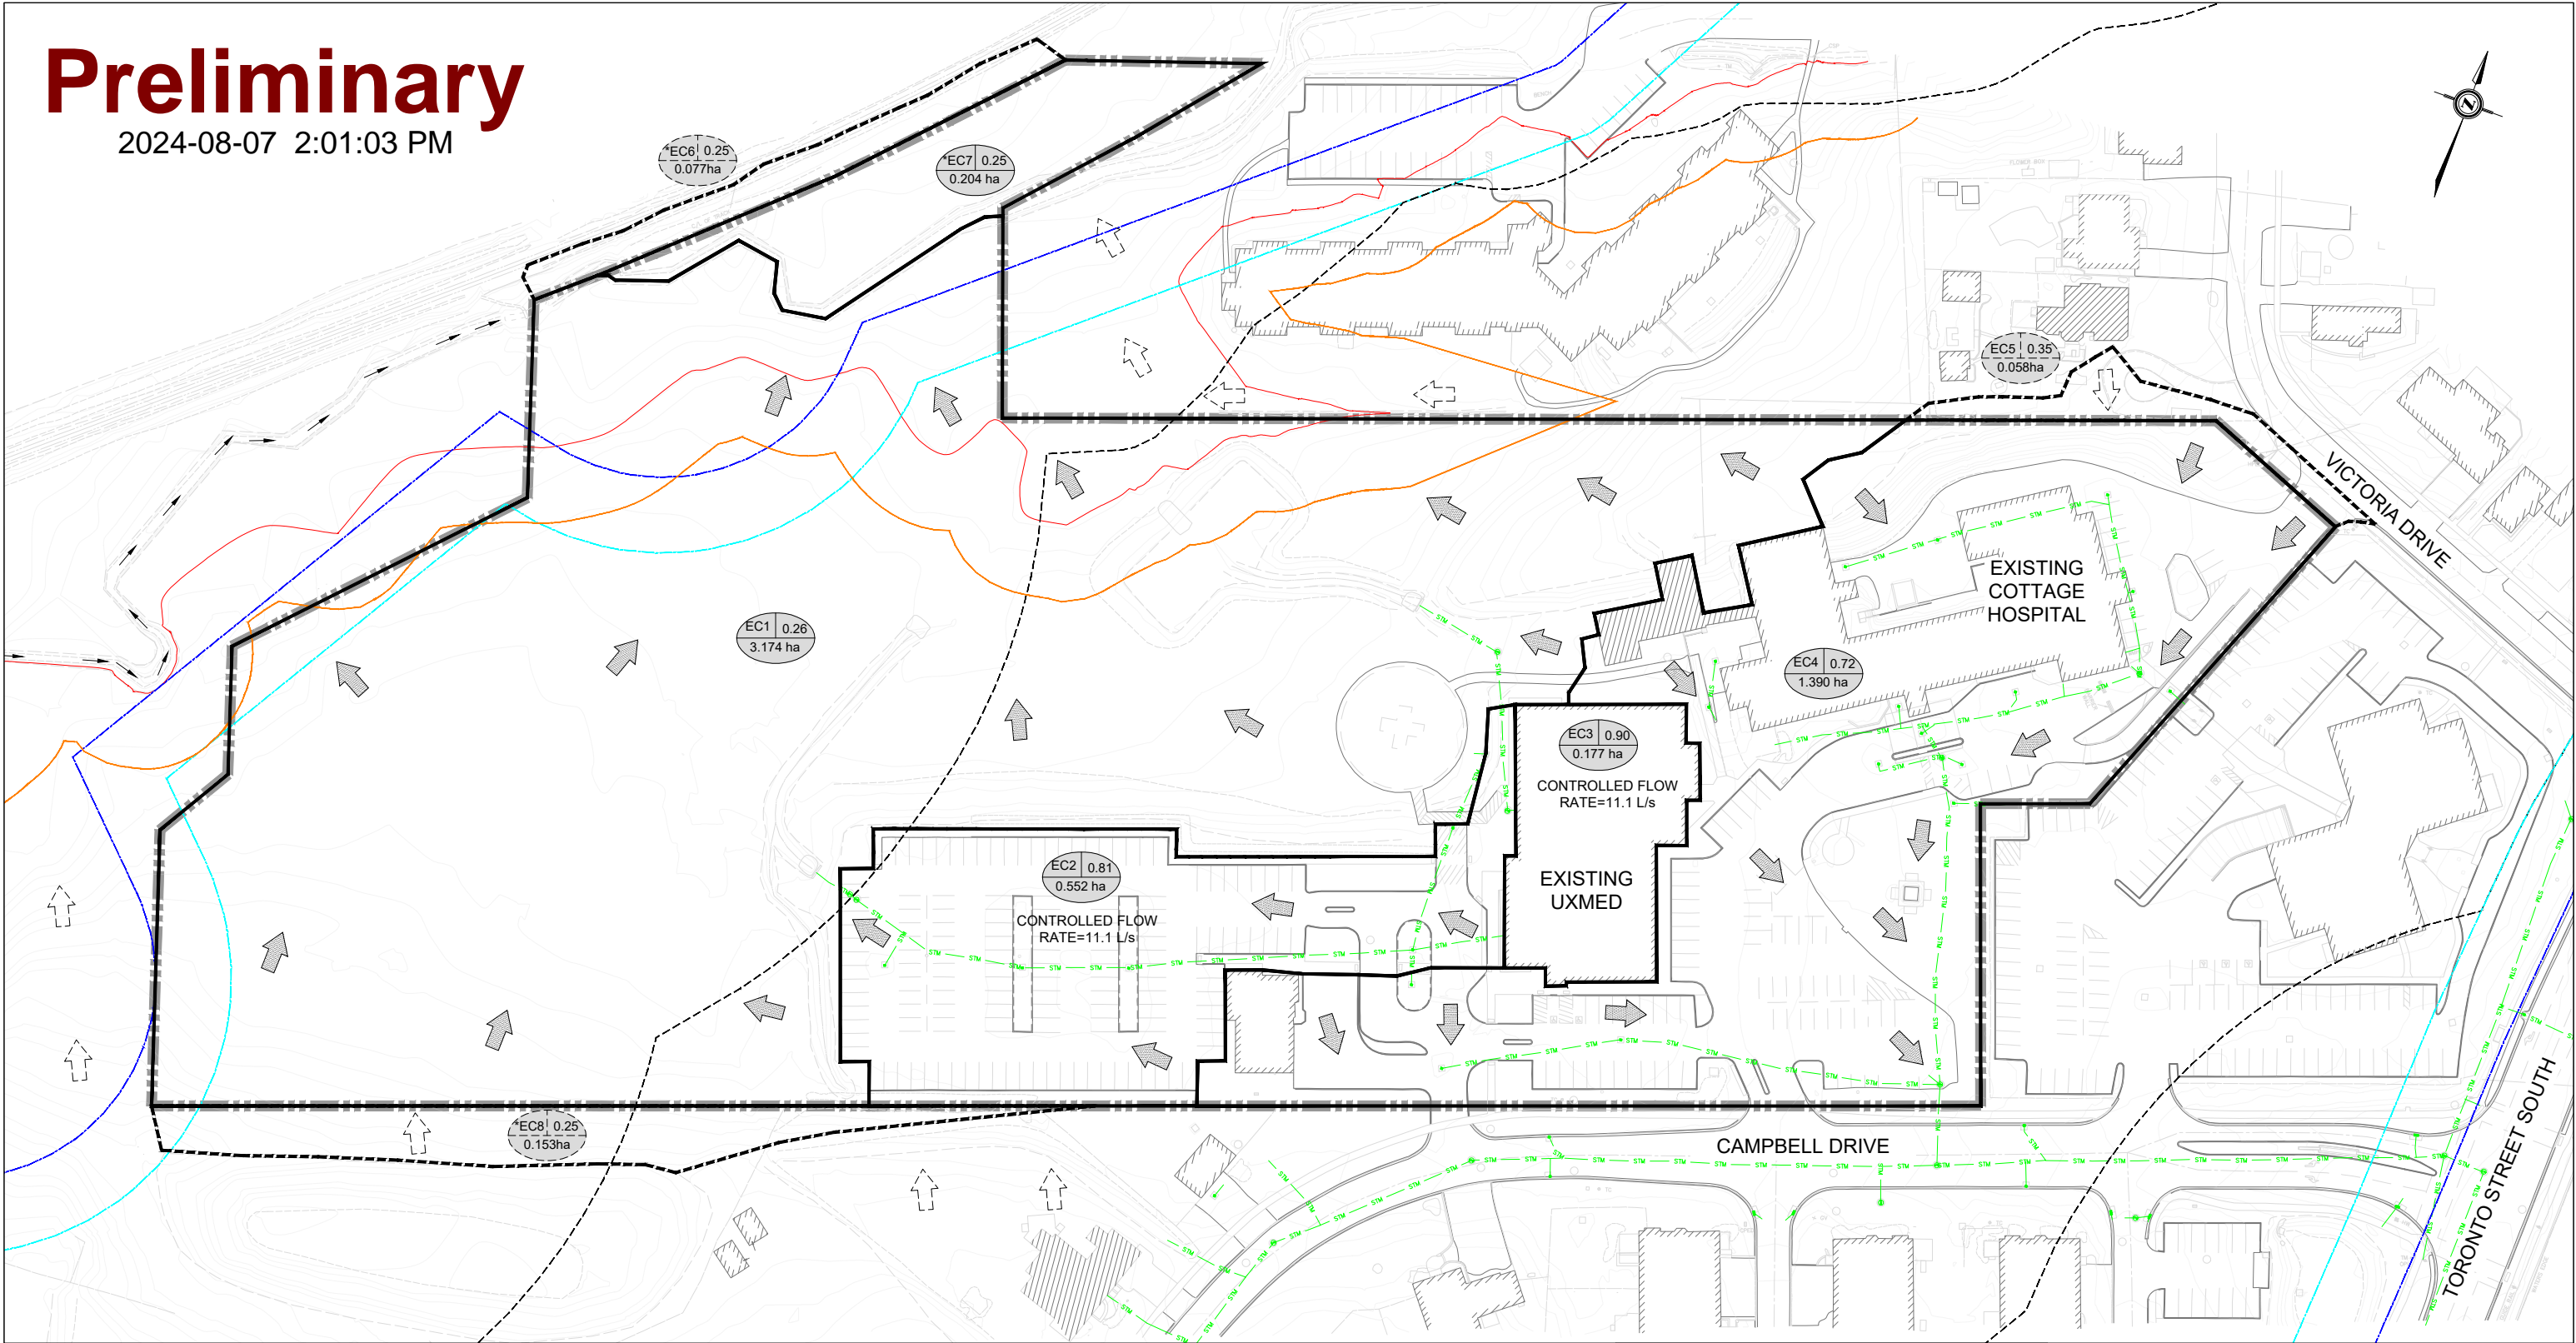 Preliminary
2024-08-07 2:01:03 PM
*EC6 0.25
0.077ha
*EC7 0.25
0.204 ha
N
FLOWER BOX
EC5 0.35
0.058ha
VICTORIA DRIVE
EXISTING
COTTAGE
HOSPITAL
EC1 0.26
3.174 ha
EC4 0.72
1.390 ha
EC3 0.90
0.177 ha
CONTROLLED FLOW
RATE=11.1 L/s
EXISTING
UXMED
EC2 0.81
0.552 ha
CONTROLLED FLOW
RATE=11.1 L/s
*EC8 0.25
0.153ha
CAMPBELL DRIVE
TORONTO STREET SOUTH
STM